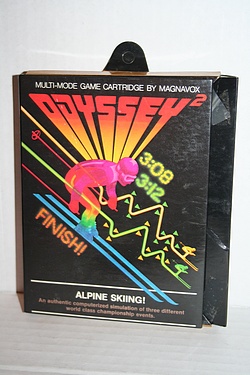 MULTI-MODE GAME CARTRIDGE BY MAGNAVOX
ODYSSEY²
3:08
3:12
FINISH!
ALPINE SKIING!
An authentic computerized simulation of three different
world class championship events.